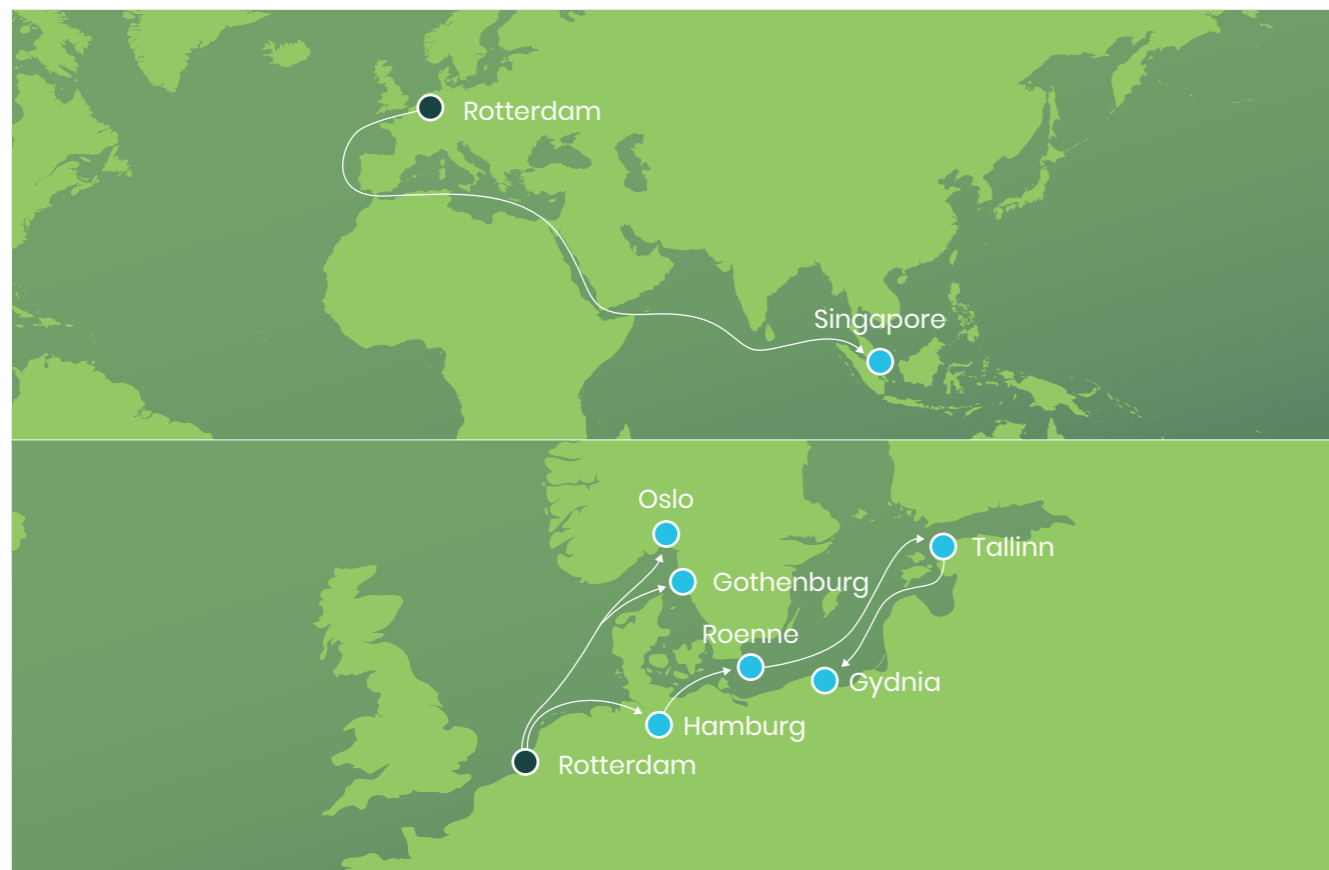 Rotterdam
Singapore
Oslo
Tallinn
Gothenburg
Roenne
Gydnia
Hamburg
Rotterdam